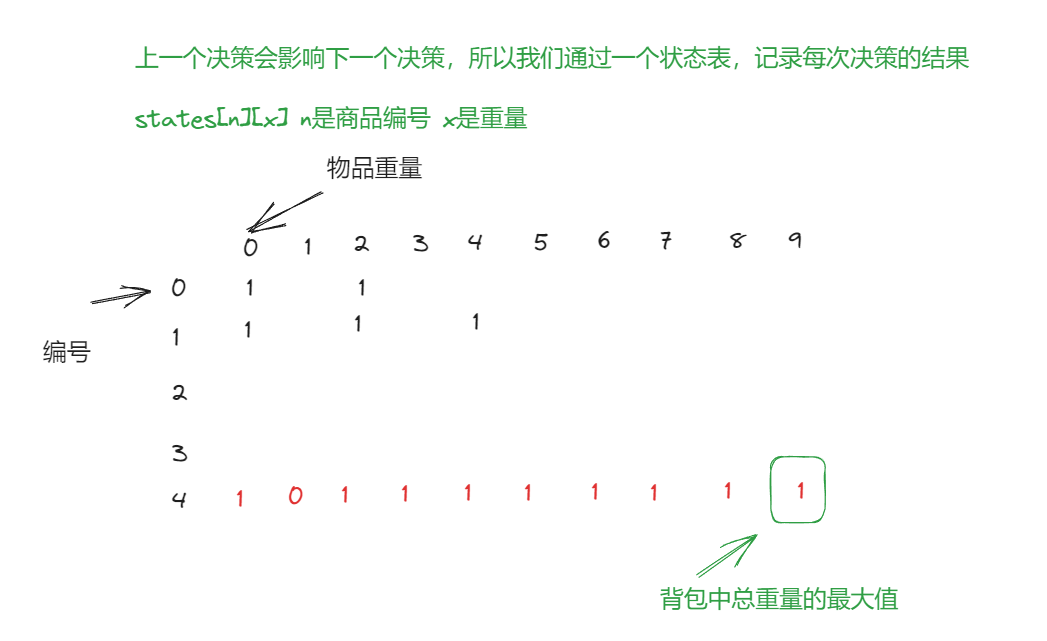 上一个决策会影响下一个决策，所以我们通过一个状态表，记录每次决策的结果
states[n][x] n是商品编号 x是重量
物品重量
0 1 2 3 4 5 6 7 8 9
0 1 1
1 1 1 1
编号
2
3
4 1 0 1 1 1 1 1 1 1 1
背包中总重量的最大值